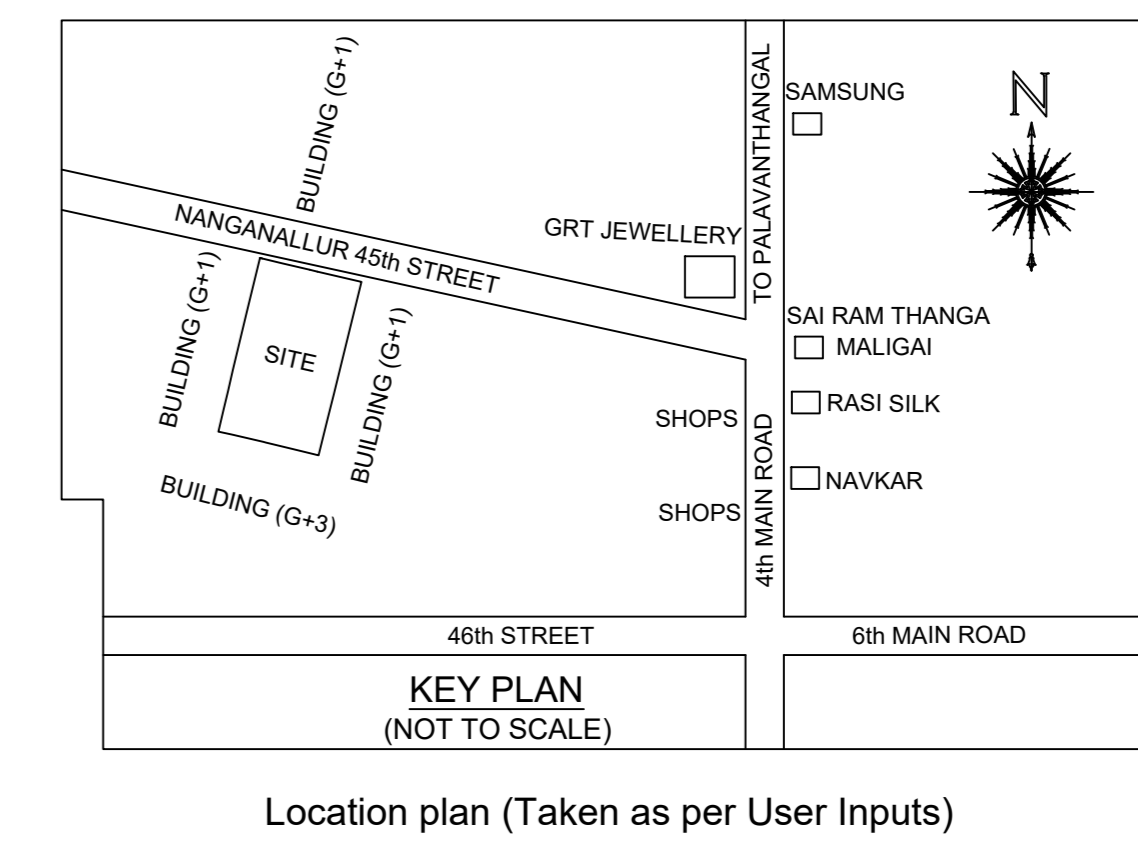 BUILDING (G+1)
SAMSUNG
N
TO PALAVANTHANGAL
NANGANALLUR 45th STREET
GRT JEWELLERY
BUILDING (G+1)
SITE
BUILDING (G+1)
SAI RAM THANGA
MALIGAI
RASI SILK
SHOPS
4th MAIN ROAD
NAVKAR
BUILDING (G+3)
SHOPS
46th STREET
6th MAIN ROAD
KEY PLAN
(NOT TO SCALE)
Location plan (Taken as per User Inputs)